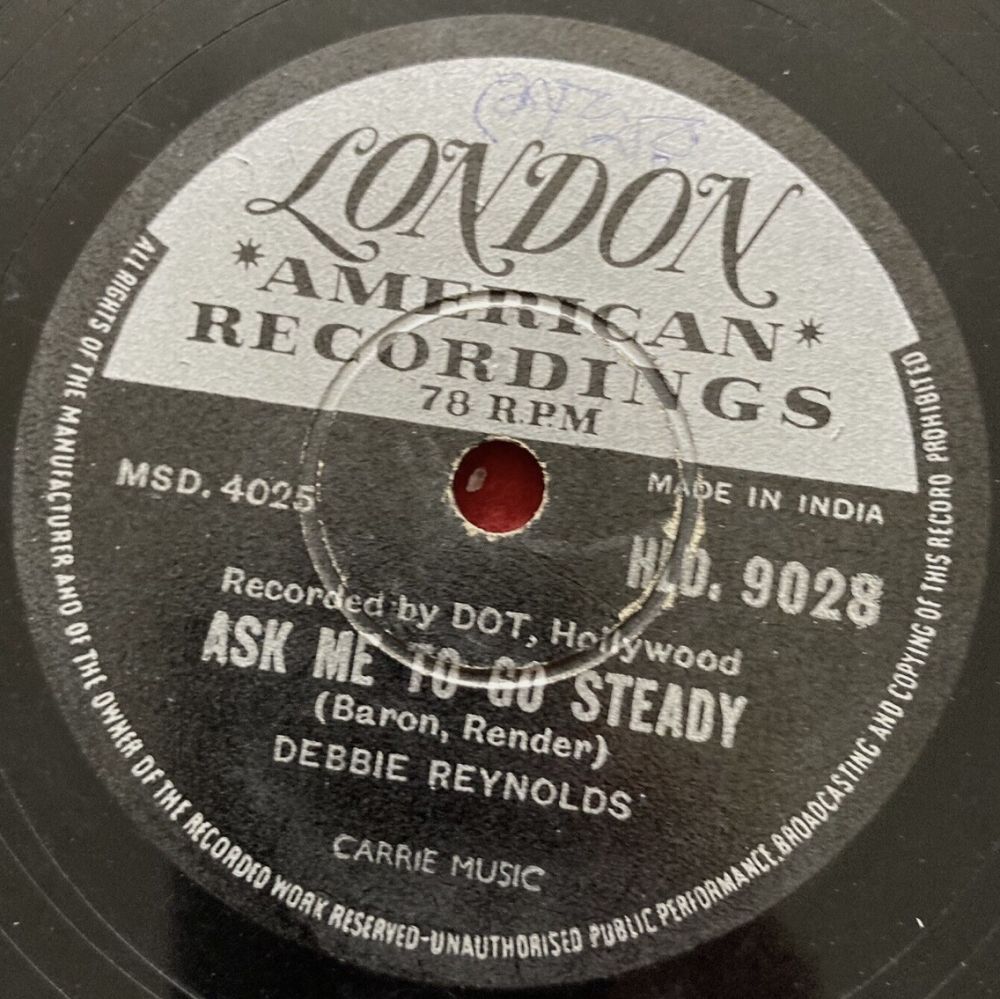 LONDON
*AMERICAN*
RECORDINGS
78 R.P.M
MSD. 4025
MADE IN INDIA
HLD. 9028
Recorded by DOT, Hollywood
ASK ME TO GO STEADY
(Baron, Render)
DEBBIE REYNOLDS
CARRIE MUSIC
ALL RIGHTS OF THE MANUFACTURER AND OF THE OWNER OF THE RECORDED WORK RESERVED-UNAUTHORISED PUBLIC PERFORMANCE, BROADCASTING AND COPYING OF THIS RECORD PROHIBITED